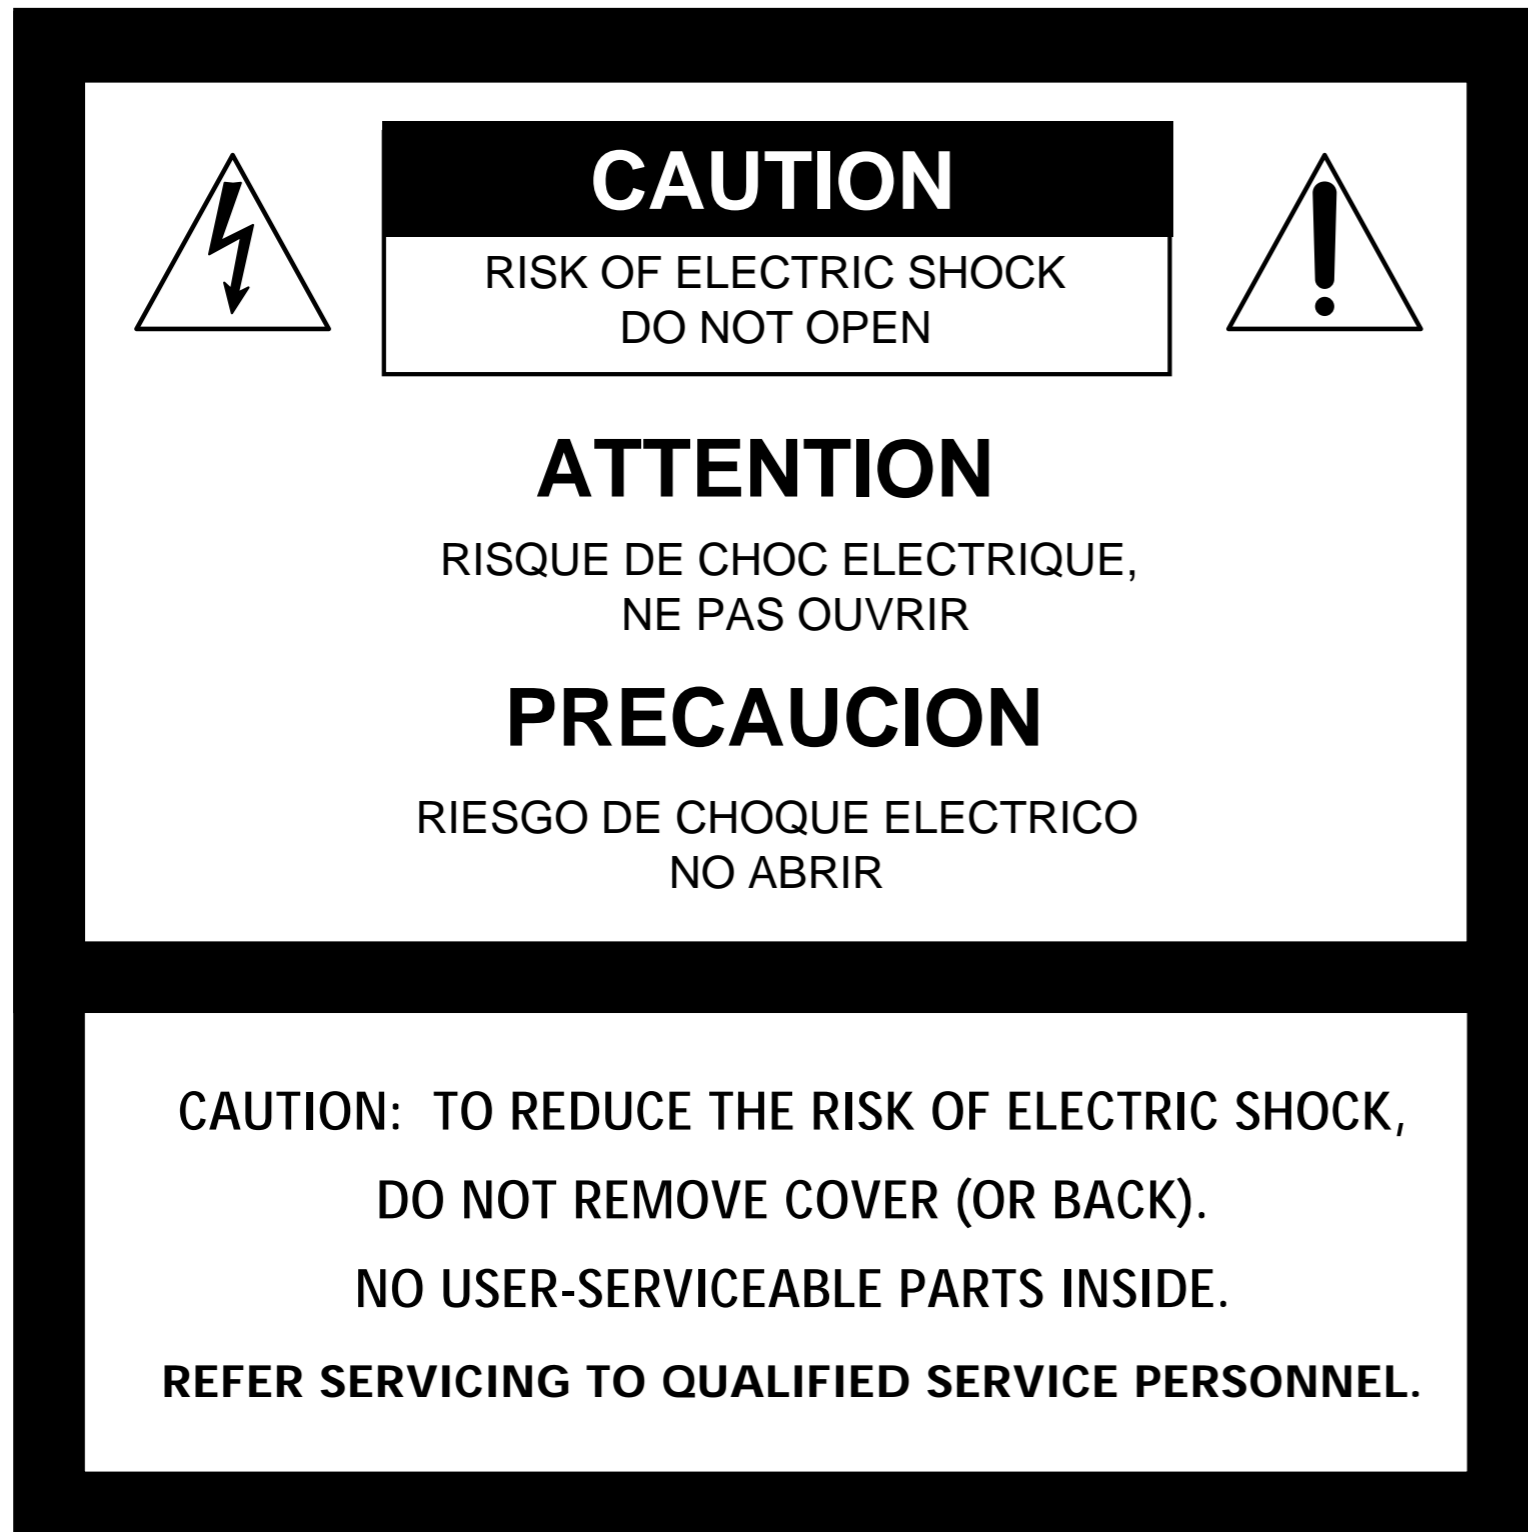 CAUTION
RISK OF ELECTRIC SHOCK
DO NOT OPEN
ATTENTION
RISQUE DE CHOC ELECTRIQUE,
NE PAS OUVRIR
PRECAUCION
RIESGO DE CHOQUE ELECTRICO
NO ABRIR
CAUTION: TO REDUCE THE RISK OF ELECTRIC SHOCK,
DO NOT REMOVE COVER (OR BACK).
NO USER-SERVICEABLE PARTS INSIDE.
REFER SERVICING TO QUALIFIED SERVICE PERSONNEL.